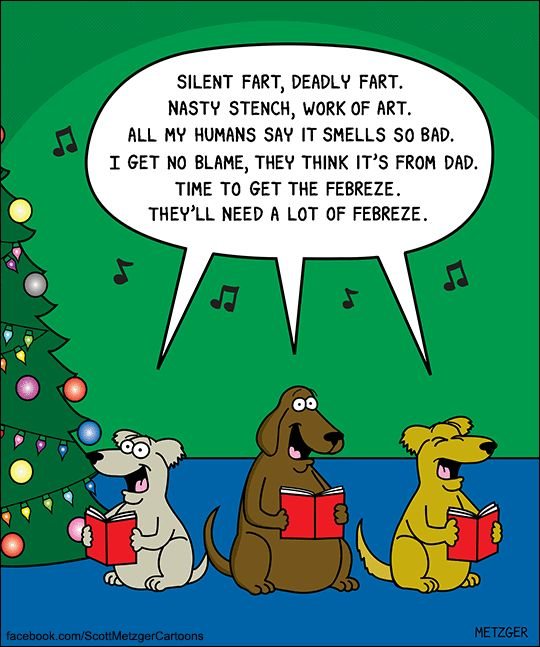 SILENT FART, DEADLY FART.
NASTY STENCH, WORK OF ART.
ALL MY HUMANS SAY IT SMELLS SO BAD.
I GET NO BLAME, THEY THINK IT'S FROM DAD.
TIME TO GET THE FEBREZE.
THEY'LL NEED A LOT OF FEBREZE.
facebook.com/ScottMetzgerCartoons
METZGER